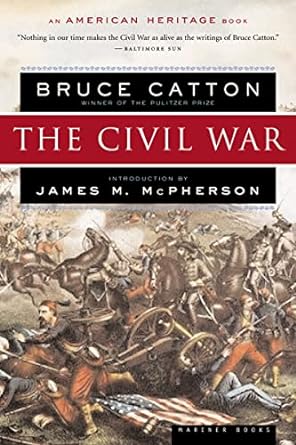 AN AMERICAN HERITAGE BOOK
"Nothing in our time makes the Civil War as alive as the writings of Bruce Catton."
—BALTIMORE SUN
BRUCE CATTON
WINNER OF THE PULITZER PRIZE
THE CIVIL WAR
INTRODUCTION BY
JAMES M. McPHERSON
MARINER BOOKS